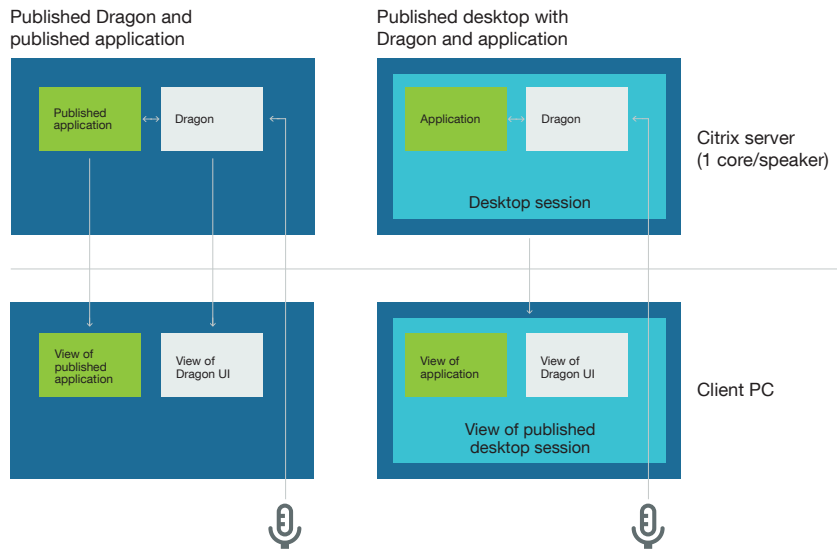 Published Dragon and
published application
Published desktop with
Dragon and application
Published
application
Dragon
Application
Dragon
Desktop session
Citrix server
(1 core/speaker)
View of
published
application
View of
Dragon UI
View of
application
View of
Dragon UI
View of published
desktop session
Client PC